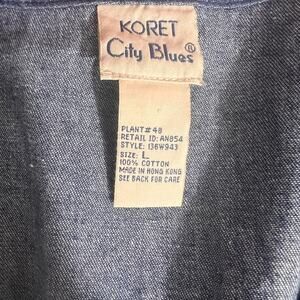 KORET
City Blues®
PLANT# 48
RETAIL ID: AN854
STYLE: 136W943
SIZE: L
100% COTTON
MADE IN HONG KONG
SEE BACK FOR CARE